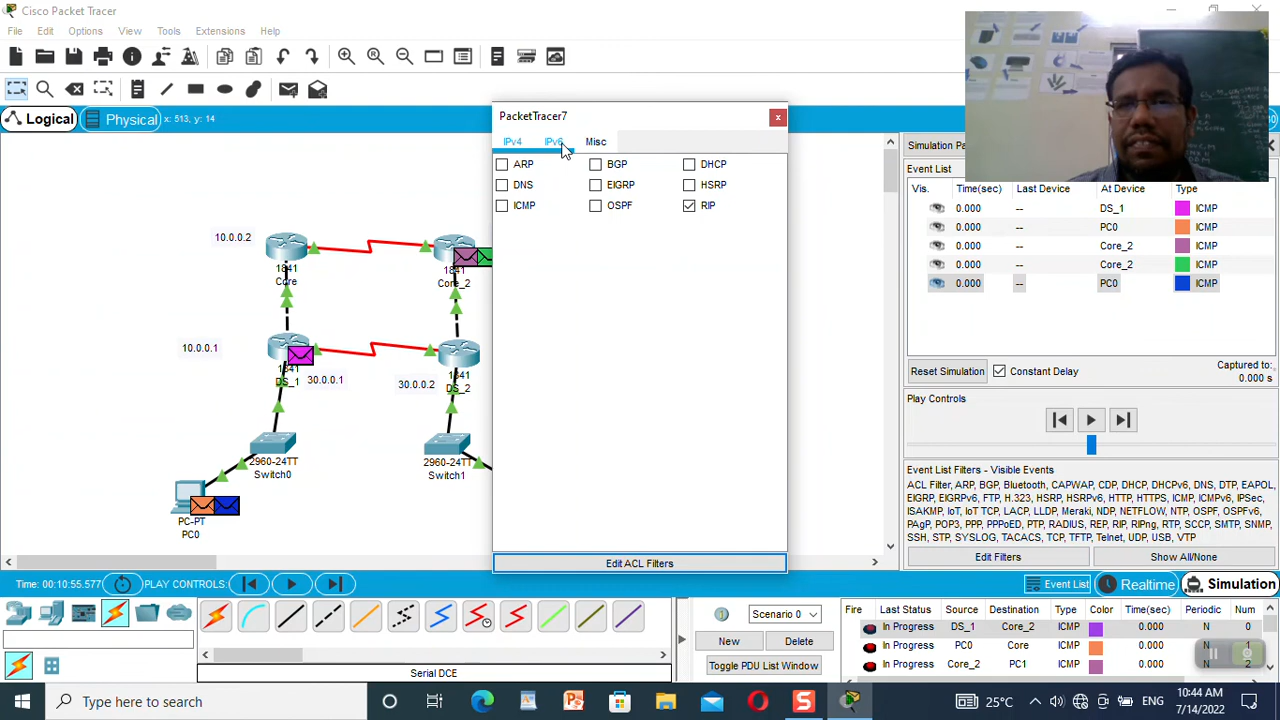 Cisco Packet Tracer
File Edit Options View Tools Extensions Help
Logical Physical x: 513, y: 14
PacketTracer7
x
IPv4 IPv6 Misc
ARP BGP DHCP
DNS EIGRP HSRP
ICMP OSPF RIP
Edit ACL Filters
10.0.0.2
1841
Core
1841
Core_2
10.0.0.1
1841
DS_1
30.0.0.1
30.0.0.2
1841
DS_2
2960-24TT
Switch0
2960-24TT
Switch1
PC-PT
PC0
Simulation Pa
Event List
Vis. Time(sec) Last Device At Device Type
0.000 -- DS_1 ICMP
0.000 -- PC0 ICMP
0.000 -- Core_2 ICMP
0.000 -- Core_2 ICMP
0.000 -- PC0 ICMP
Reset Simulation Constant Delay
Captured to:
0.000 s
Play Controls
Event List Filters - Visible Events
ACL Filter, ARP, BGP, Bluetooth, CAPWAP, CDP, DHCP, DHCPv6, DNS, DTP, EAPOL,
EIGRP, EIGRPv6, FTP, H.323, HSRP, HSRPv6, HTTP, HTTPS, ICMP, ICMPv6, IPSec,
ISAKMP, IoT, IoT TCP, LACP, LLDP, Meraki, NDP, NETFLOW, NTP, OSPF, OSPFv6,
PAgP, POP3, PPP, PPPoED, PTP, RADIUS, REP, RIP, RIPng, RTP, SCCP, SMTP, SNMP,
SSH, STP, SYSLOG, TACACS, TCP, TFTP, Telnet, UDP, USB, VTP
Edit Filters Show All/None
Time: 00:10:55.577 PLAY CONTROLS: Event List Realtime Simulation
Serial DCE
Scenario 0
New Delete
Toggle PDU List Window
Fire Last Status Source Destination Type Color Time(sec) Periodic Num
In Progress DS_1 Core_2 ICMP 0.000 N 0
In Progress PC0 Core ICMP 0.000 N 1
In Progress Core_2 PC1 ICMP 0.000 N 2
Type here to search
25°C ENG
10:44 AM
7/14/2022